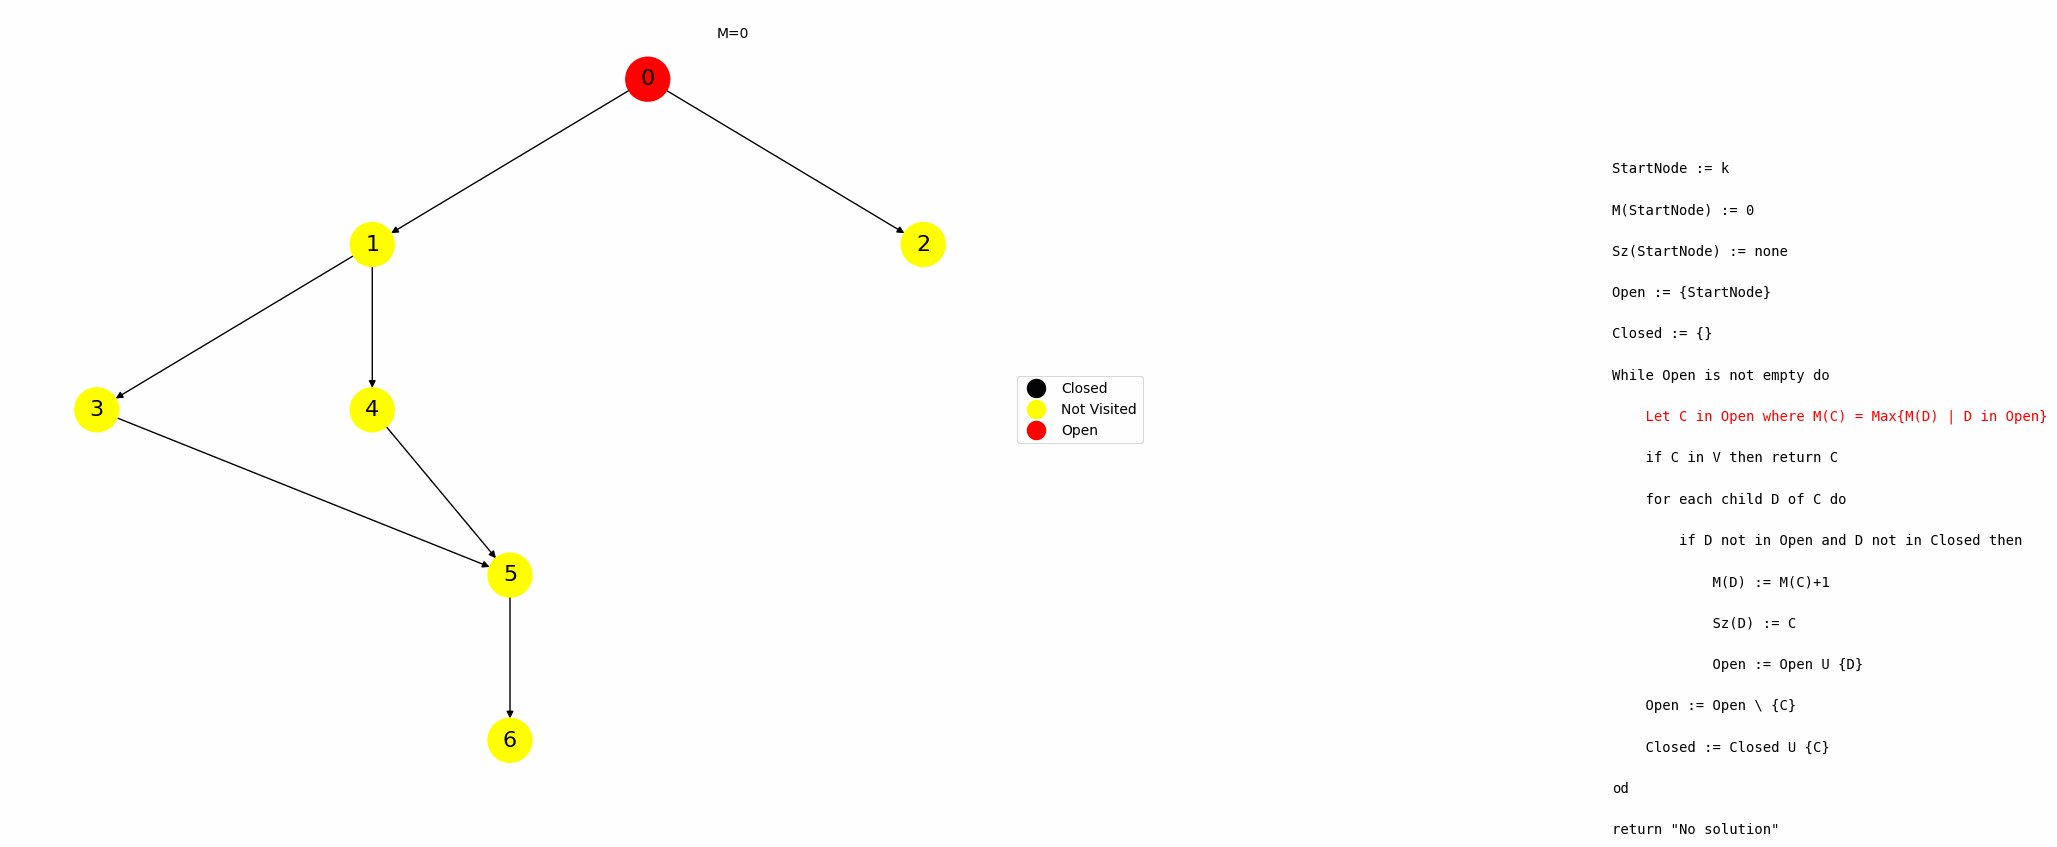 M=0
0
1
2
3
4
5
6
Closed
Not Visited
Open
StartNode := k
M(StartNode) := 0
Sz(StartNode) := none
Open := {StartNode}
Closed := {}
While Open is not empty do
    Let C in Open where M(C) = Max{M(D) | D in Open}
    if C in V then return C
    for each child D of C do
        if D not in Open and D not in Closed then
            M(D) := M(C)+1
            Sz(D) := C
            Open := Open U {D}
    Open := Open \ {C}
    Closed := Closed U {C}
od
return "No solution"